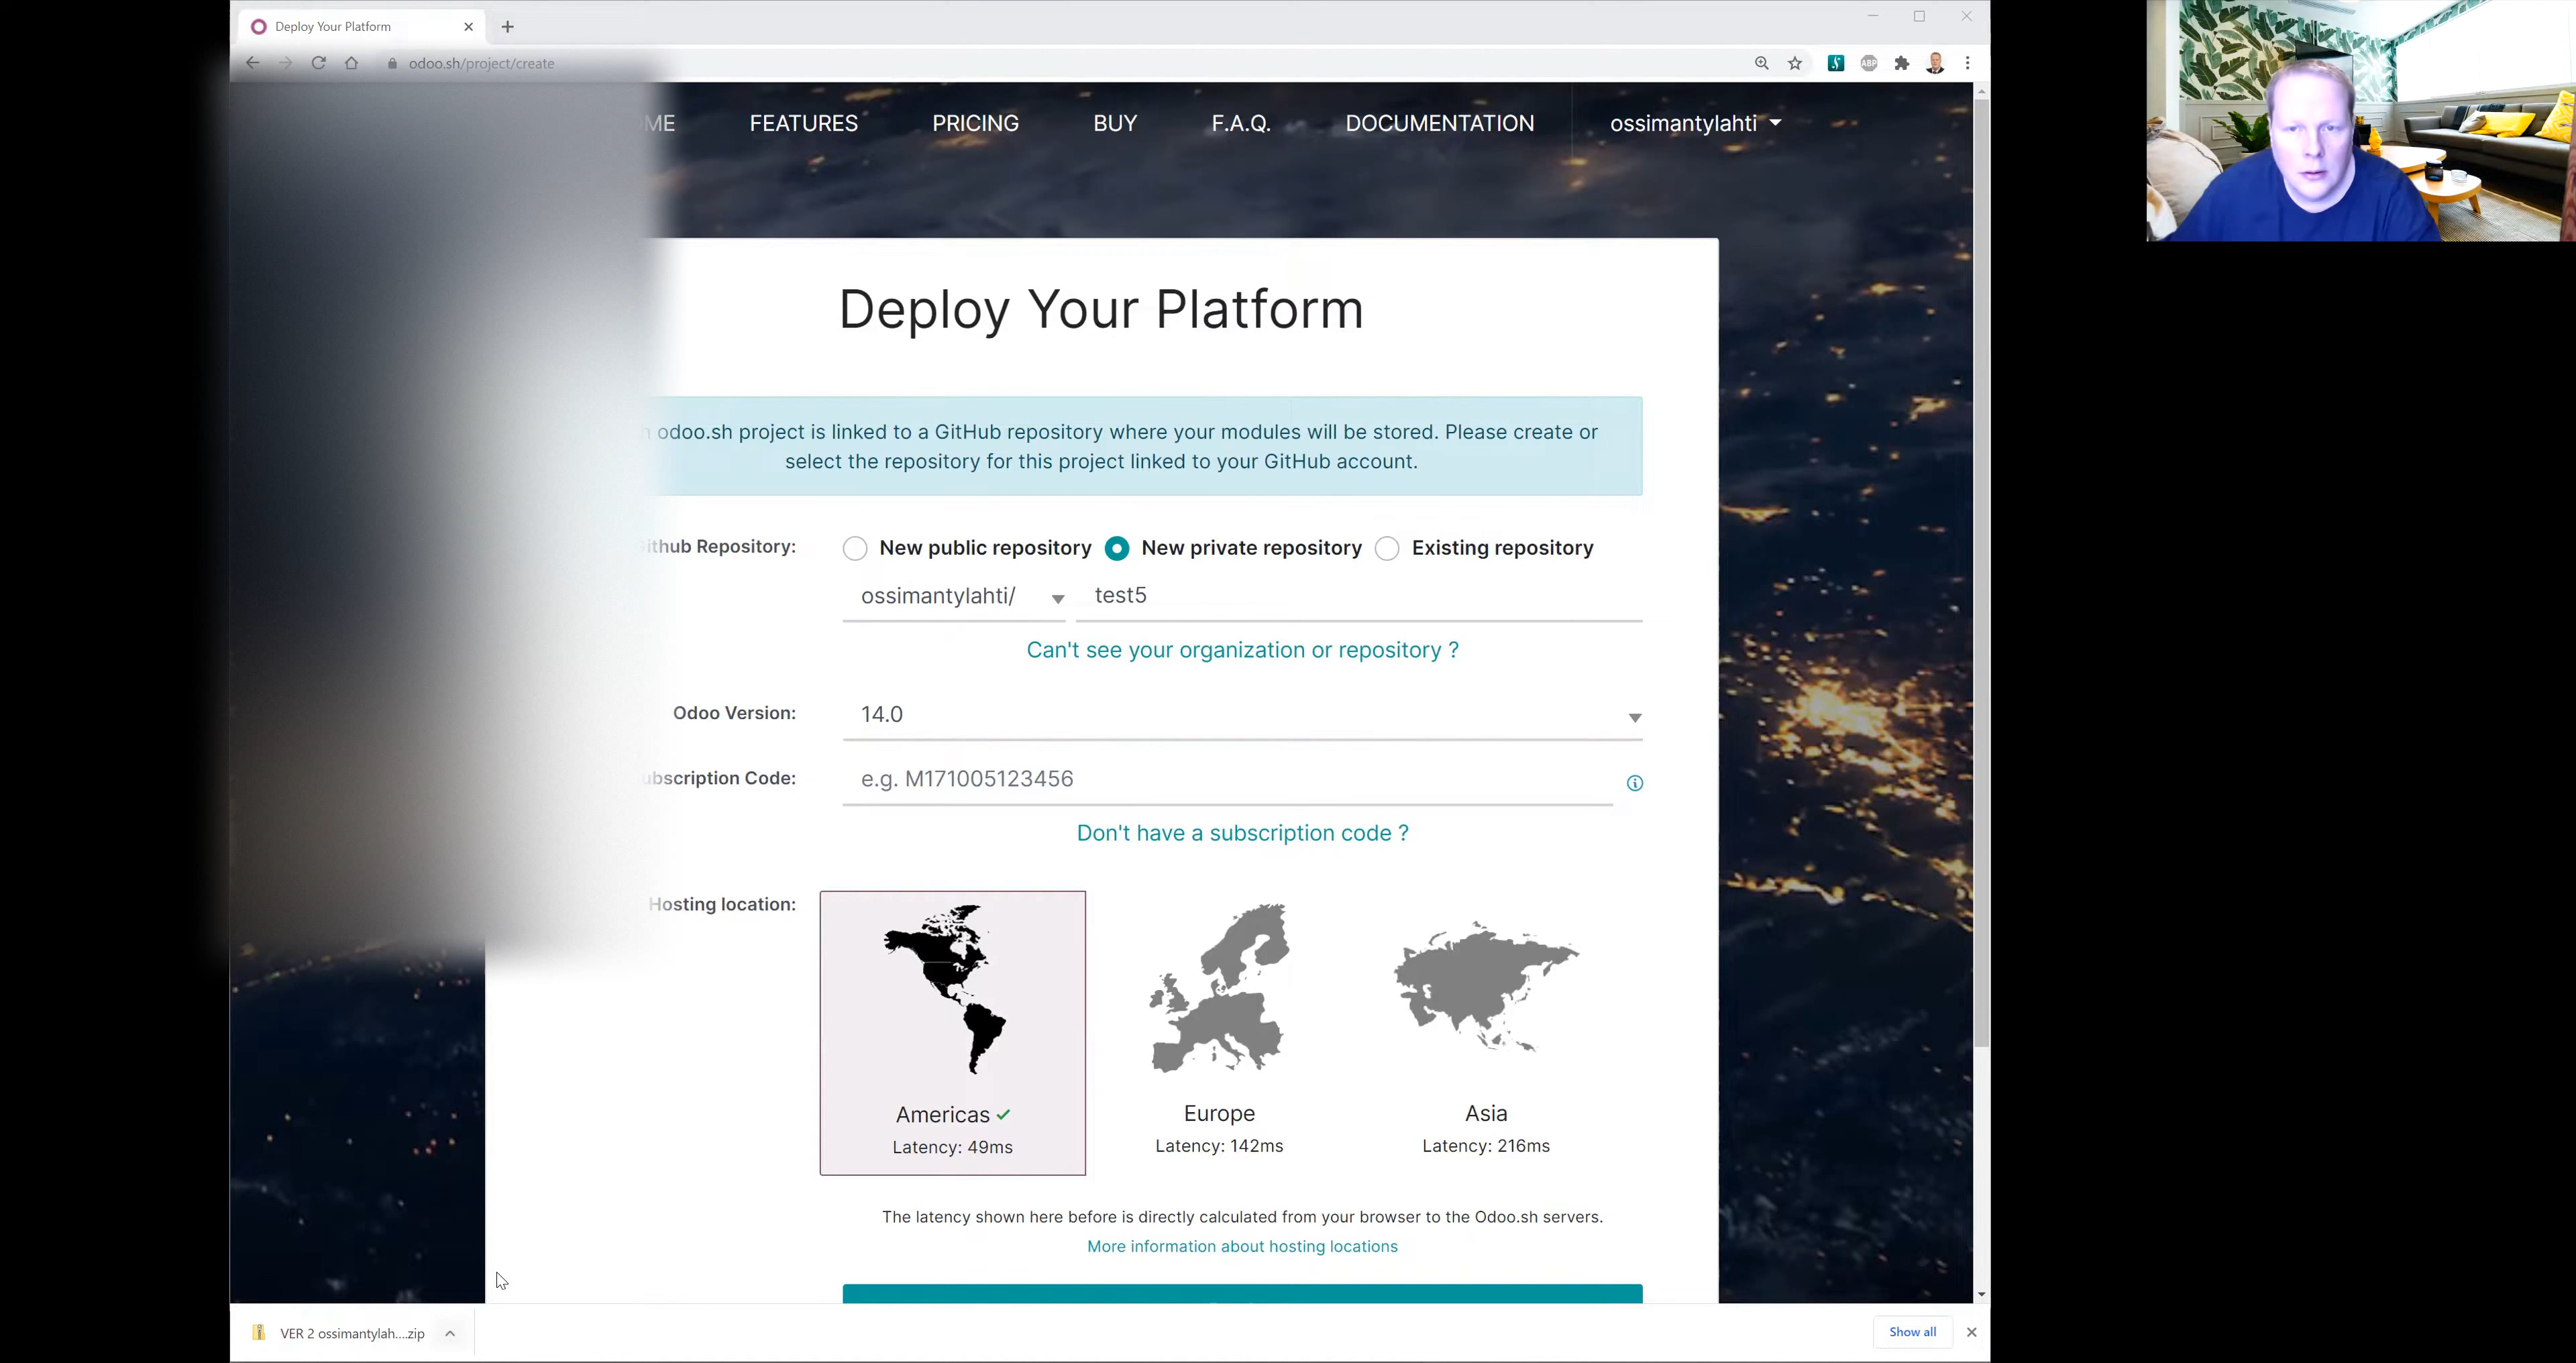 Deploy Your Platform
odoo.sh/project/create
FEATURES PRICING BUY F.A.Q. DOCUMENTATION ossimantylahti
Deploy Your Platform
odoo.sh project is linked to a GitHub repository where your modules will be stored. Please create or
select the repository for this project linked to your GitHub account.
Repository: New public repository New private repository Existing repository
ossimantylahti/ test5
Can't see your organization or repository ?
Odoo Version: 14.0
Code: e.g. M171005123456
Don't have a subscription code ?
Hosting location:
Americas Europe Asia
Latency: 49ms Latency: 142ms Latency: 216ms
The latency shown here before is directly calculated from your browser to the Odoo.sh servers.
More information about hosting locations
VER 2 ossimantylah....zip Show all